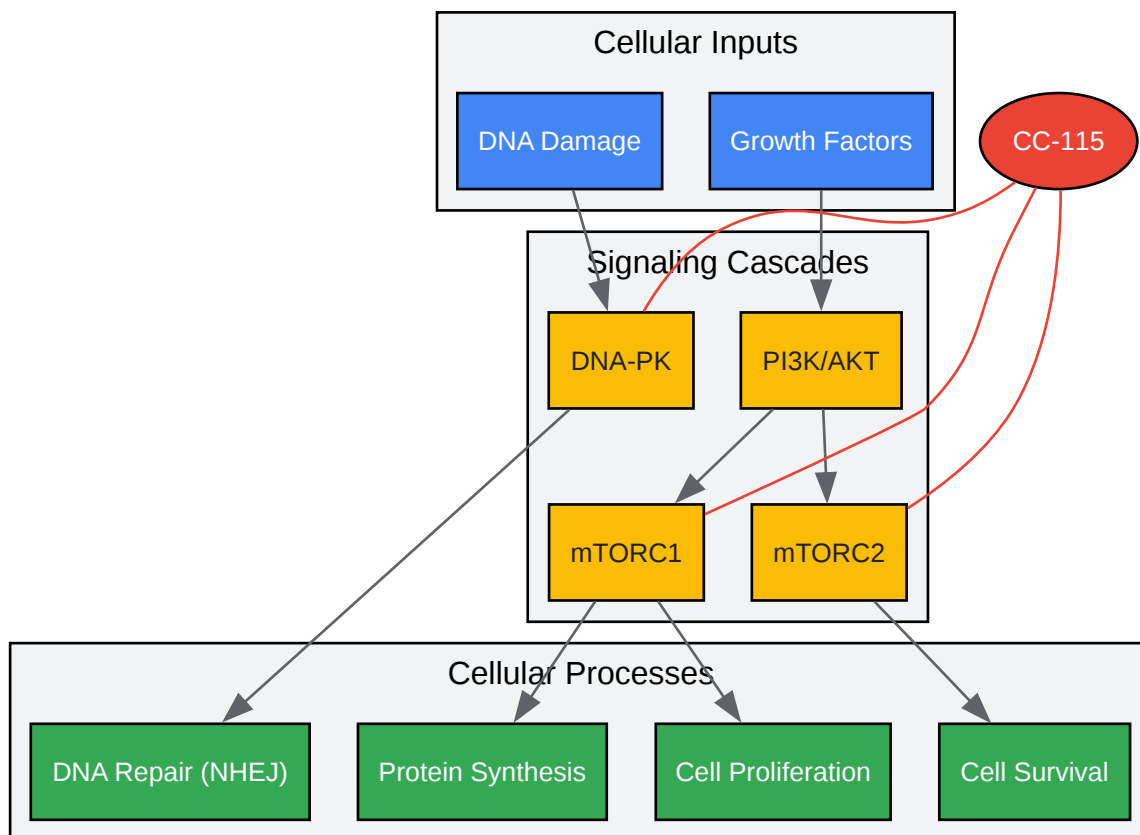 Cellular Inputs
DNA Damage
Growth Factors
CC-115
Signaling Cascades
DNA-PK
PI3K/AKT
mTORC1
mTORC2
Cellular Processes
DNA Repair (NHEJ)
Protein Synthesis
Cell Proliferation
Cell Survival